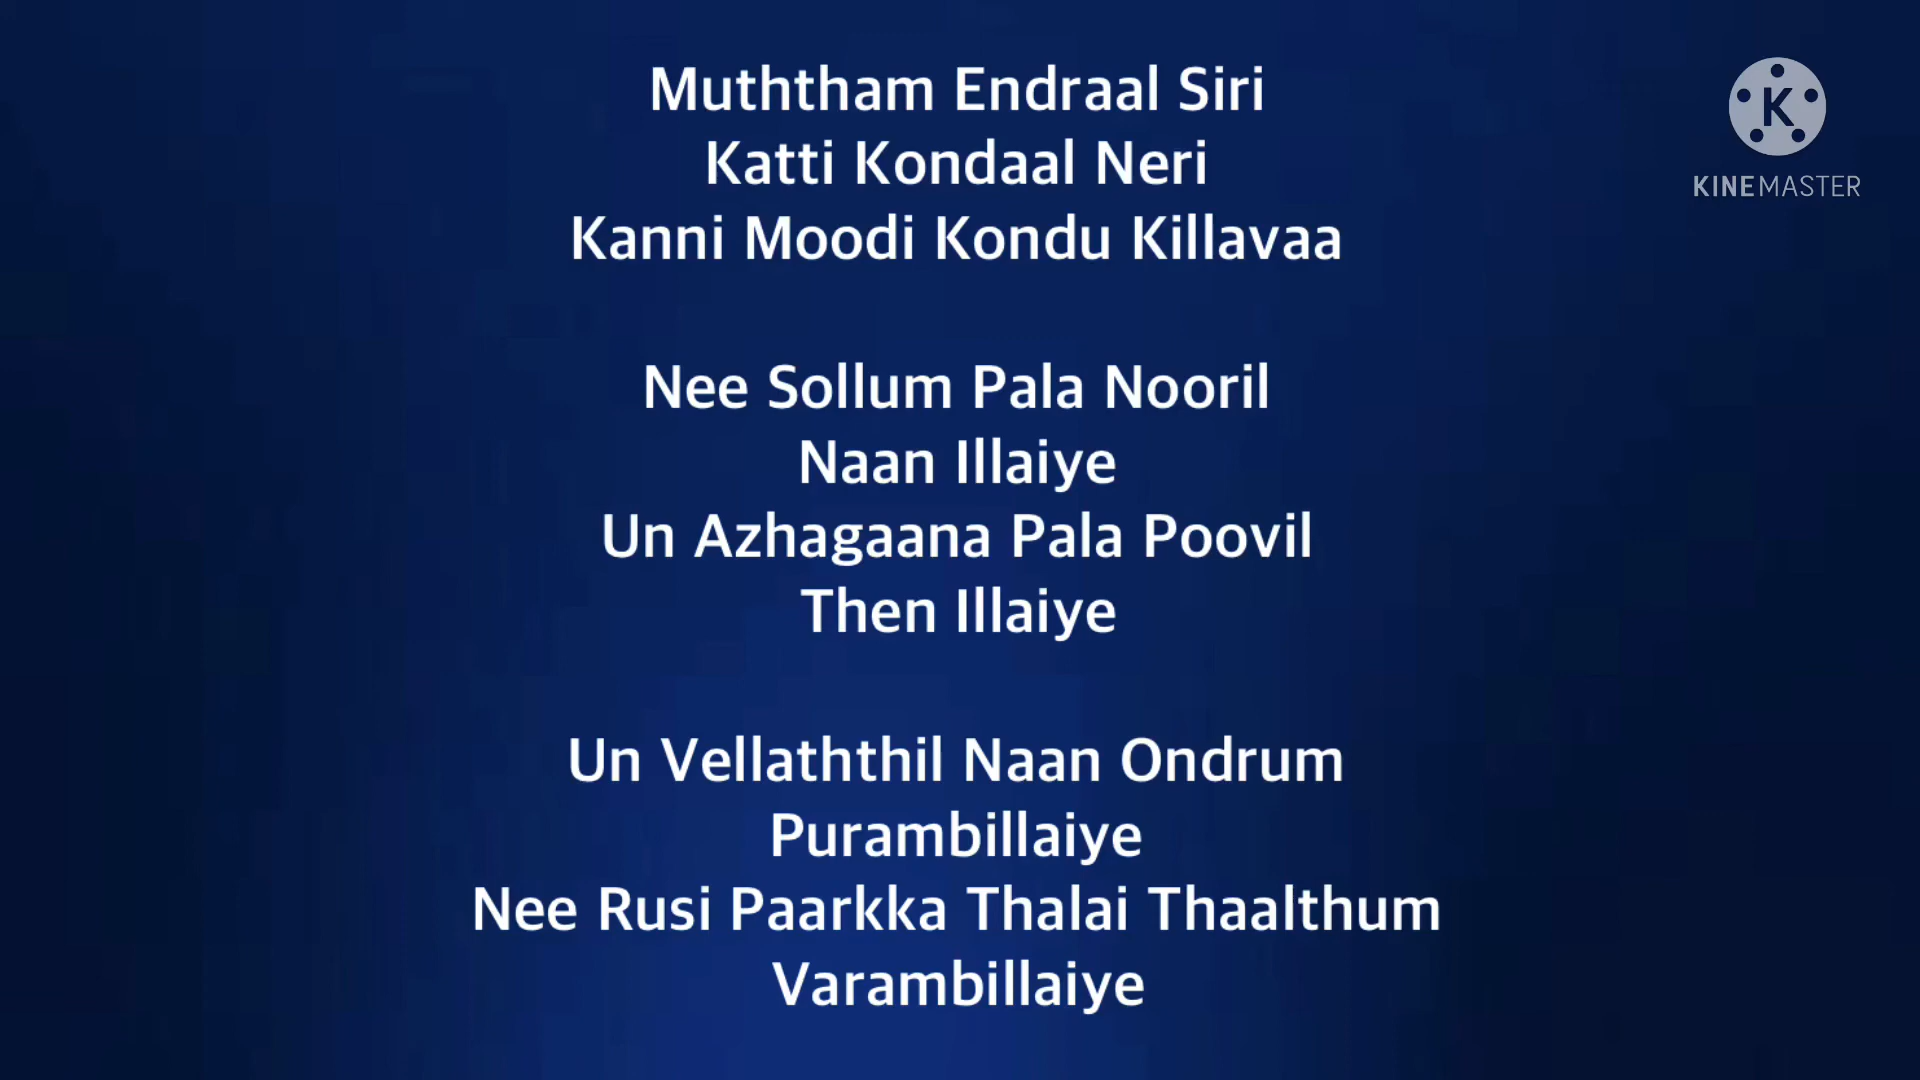 Muththam Endraal Siri
Katti Kondaal Neri
Kanni Moodi Kondu Killavaa
Nee Sollum Pala Nooril
Naan Illaiye
Un Azhagaana Pala Poovil
Then Illaiye
Un Vellaththil Naan Ondrum
Purambillaiye
Nee Rusi Paarkka Thalai Thaalthum
Varambillaiye
K
KINEMASTER